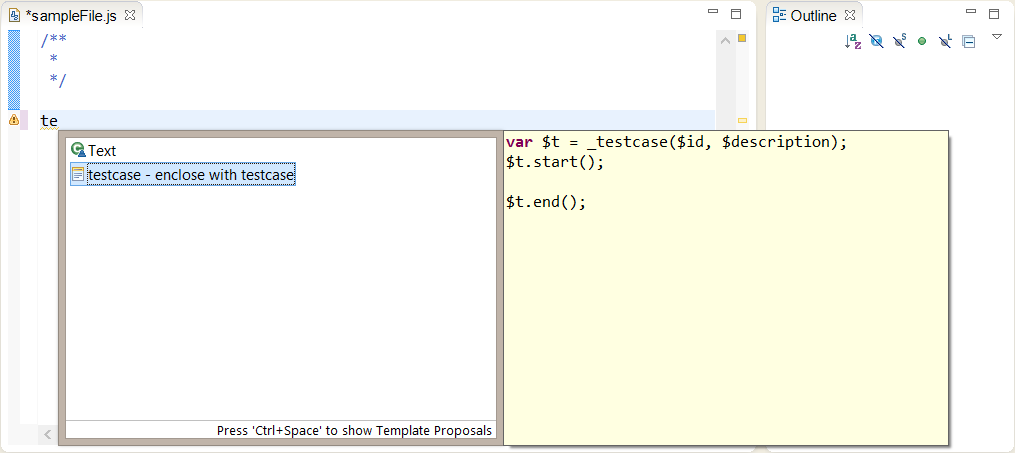 *sampleFile.js
Outline
/**
*
*/
te
Text
testcase - enclose with testcase
Press 'Ctrl+Space' to show Template Proposals
var $t = _testcase($id, $description);
$t.start();
$t.end();